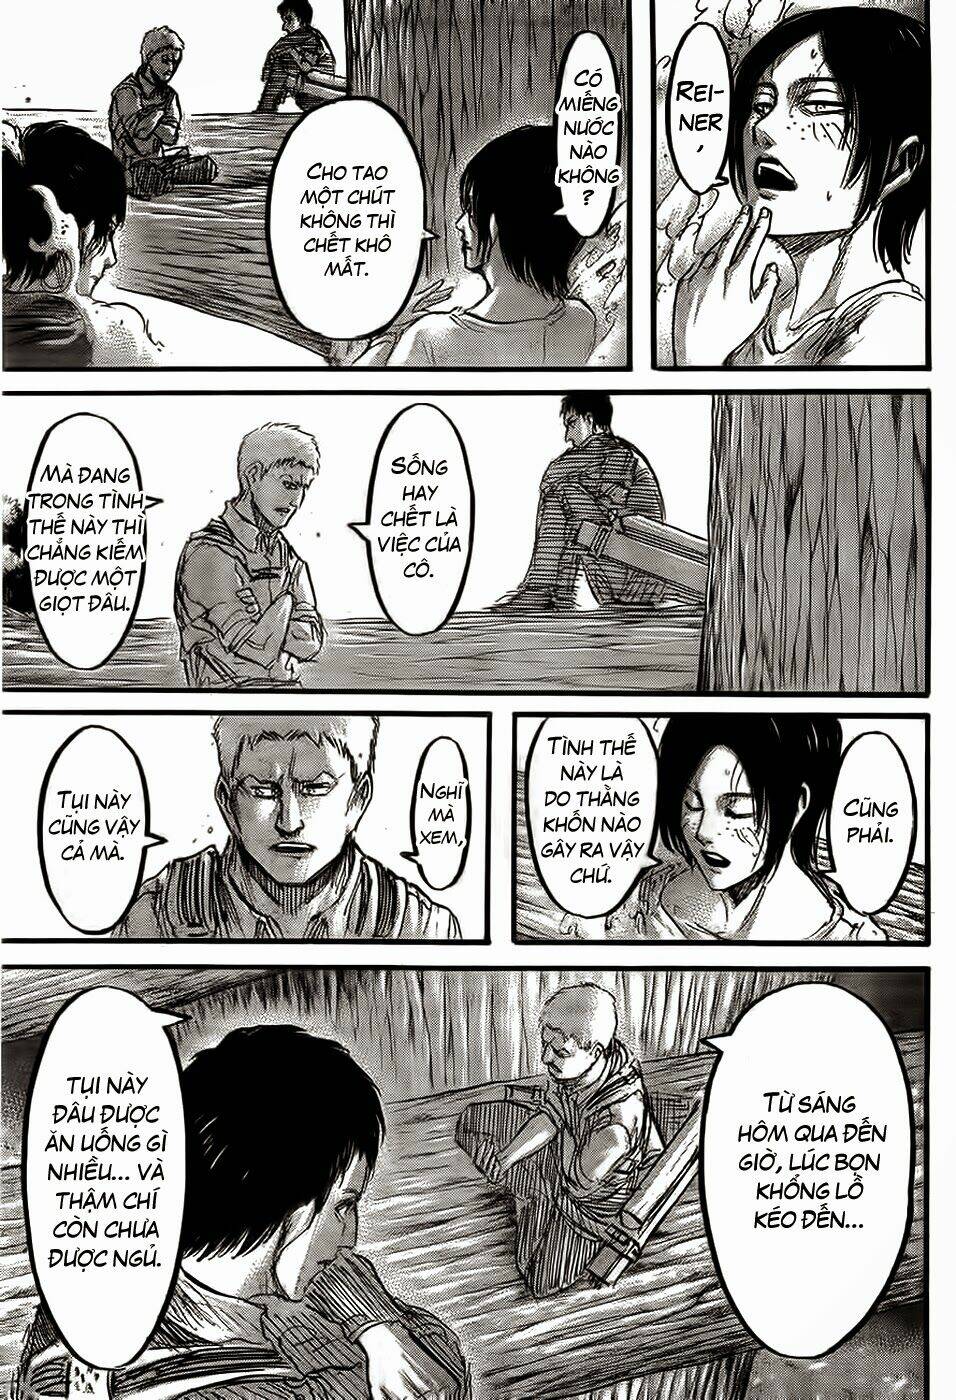 REI-
NER,
CÓ
MIẾNG
NƯỚC
NÀO
KHÔNG
?
CHO TAO
MỘT CHÚT
KHÔNG THÌ
CHẾT KHÔ
MẤT.
SỐNG
HAY
CHẾT LÀ
VIỆC CỦA
CÔ.
MÀ ĐANG
TRONG TÌNH
THẾ NÀY THÌ
CHẲNG KIẾM
ĐƯỢC MỘT
GIỌT ĐÂU.
CŨNG
PHẢI.
TÌNH THẾ
NÀY LÀ
DO THẰNG
KHỐN NÀO
GÂY RA VẬY
CHỨ.
NGHĨ
MÀ
XEM,
TỤI NÀY
CŨNG VẬY
CẢ MÀ.
TỪ SÁNG
HÔM QUA ĐẾN
GIỜ, LÚC BỌN
KHỔNG LỒ
KÉO ĐẾN...
TỤI NÀY
ĐÂU ĐƯỢC
ĂN UỐNG GÌ
NHIỀU... VÀ
THẬM CHÍ
CÒN CHƯA
ĐƯỢC NGỦ.